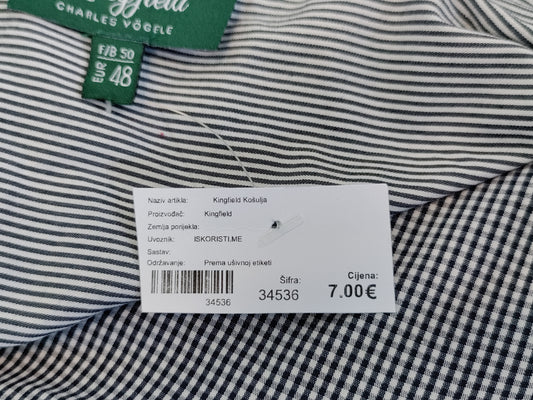 CHARLES VÖGELE
F/B 50
EUR 48
Naziv artikla: Kingfield Košulja
Proizvođač: Kingfield
Zemlja porijekla:
Uvoznik: ISKORISTI.ME
Sastav:
Održavanje: Prema ušivnoj etiketi
Šifra: Cijena:
34536 34536 7.00€